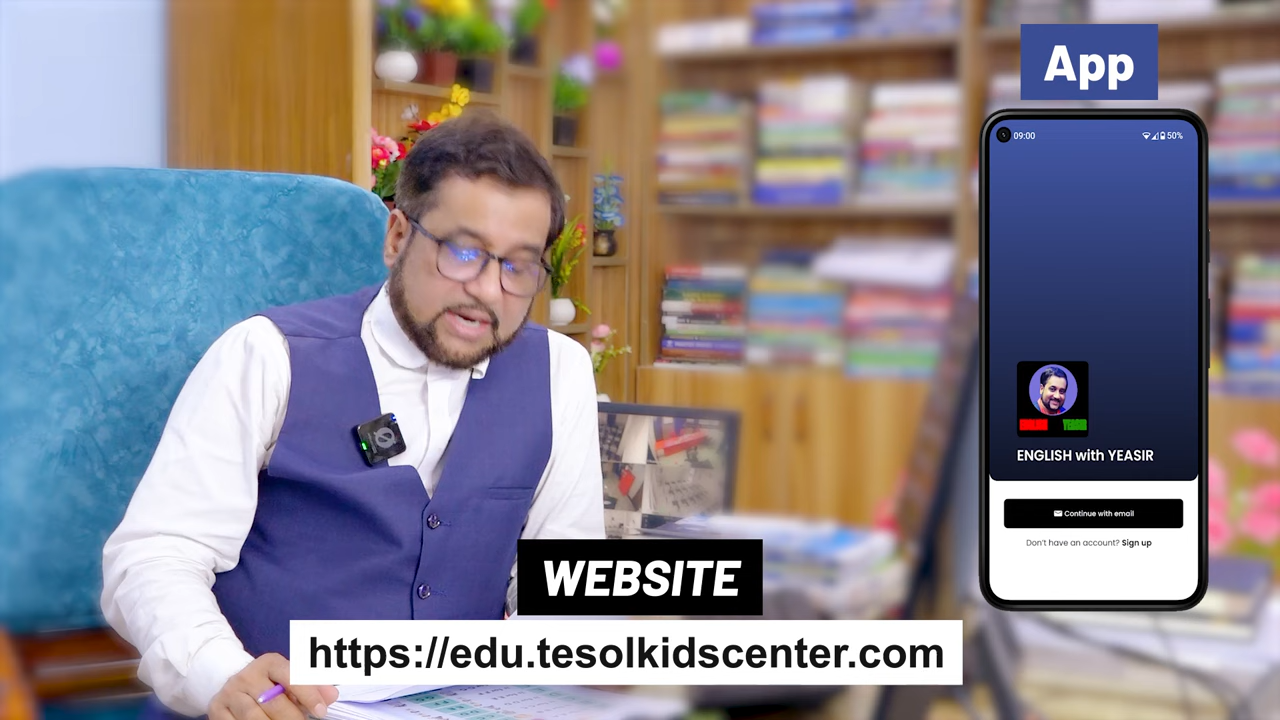 App
09:00
50%
ENGLISH with YEASIR
Continue with email
Don't have an account? Sign up
WEBSITE
https://edu.tesolkidscenter.com